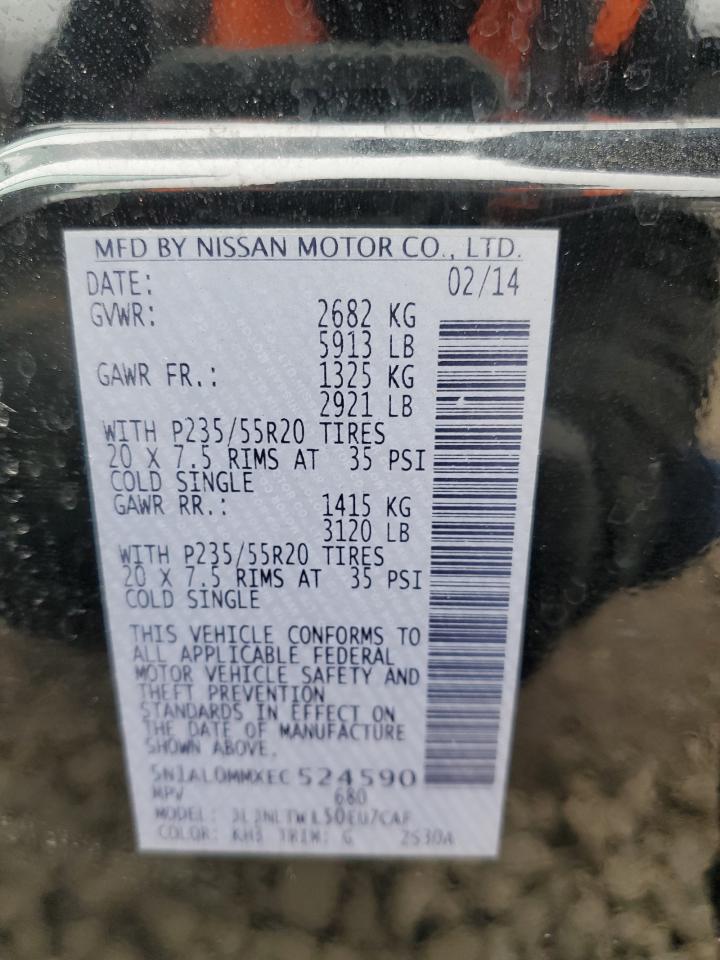 MFD BY NISSAN MOTOR CO., LTD.
DATE: 02/14
GVWR: 2682 KG
5913 LB
GAWR FR.: 1325 KG
2921 LB
WITH P235/55R20 TIRES
20 X 7.5 RIMS AT 35 PSI
COLD SINGLE
GAWR RR.: 1415 KG
3120 LB
WITH P235/55R20 TIRES
20 X 7.5 RIMS AT 35 PSI
COLD SINGLE
THIS VEHICLE CONFORMS TO
ALL APPLICABLE FEDERAL
MOTOR VEHICLE SAFETY AND
THEFT PREVENTION
STANDARDS IN EFFECT ON
THE DATE OF MANUFACTURE
SHOWN ABOVE.
5N1AL0MMXEC 524590
MPV 680
MODEL:
COLOR: KH3 TRIM: G 2S30A